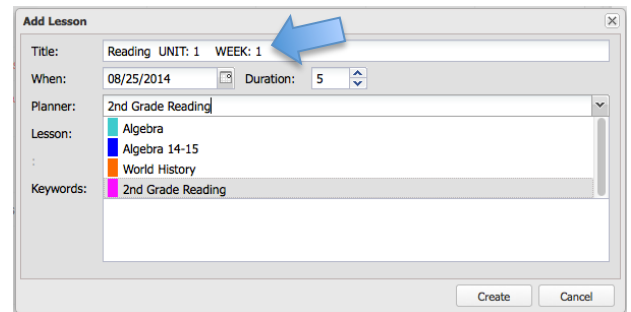 Add Lesson
Title: Reading UNIT: 1 WEEK: 1
When: 08/25/2014 Duration: 5
Planner: 2nd Grade Reading
Lesson: Algebra
Algebra 14-15
: World History
Keywords: 2nd Grade Reading
Create Cancel